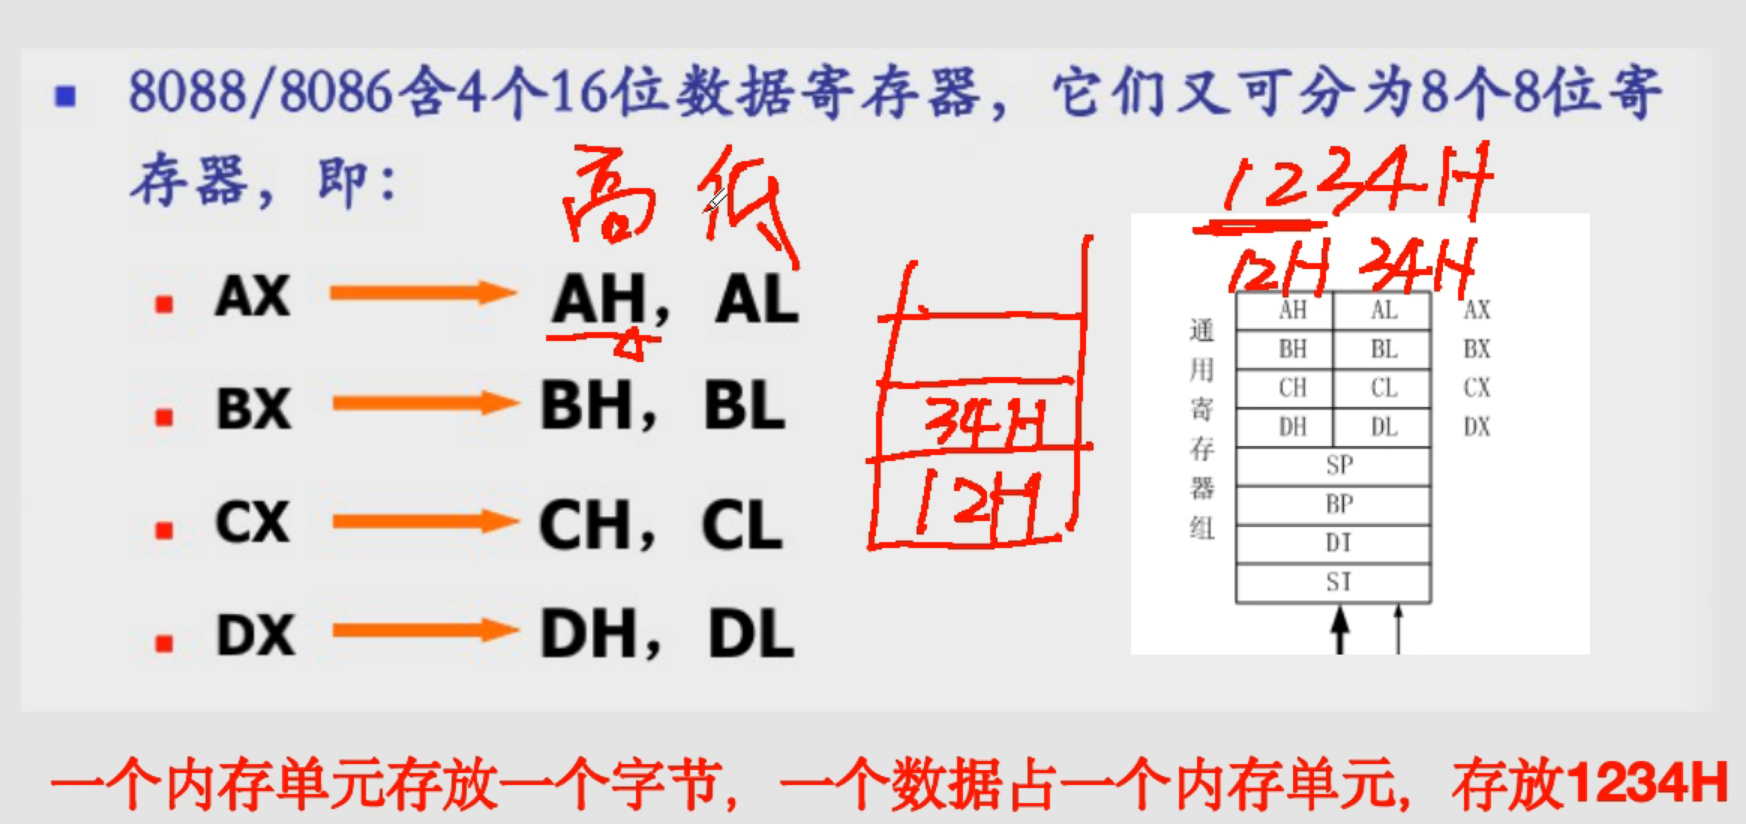 8088/8086含4个16位数据寄存器，它们又可分为8个8位寄
存器，即：
高 低
1234H
12H 34H
AX AH，AL
BX BH，BL
CX CH，CL
DX DH，DL
34H
12H
通用寄存器组
AH AL AX
BH BL BX
CH CL CX
DH DL DX
SP
BP
DI
SI
一个内存单元存放一个字节，一个数据占一个内存单元，存放1234H